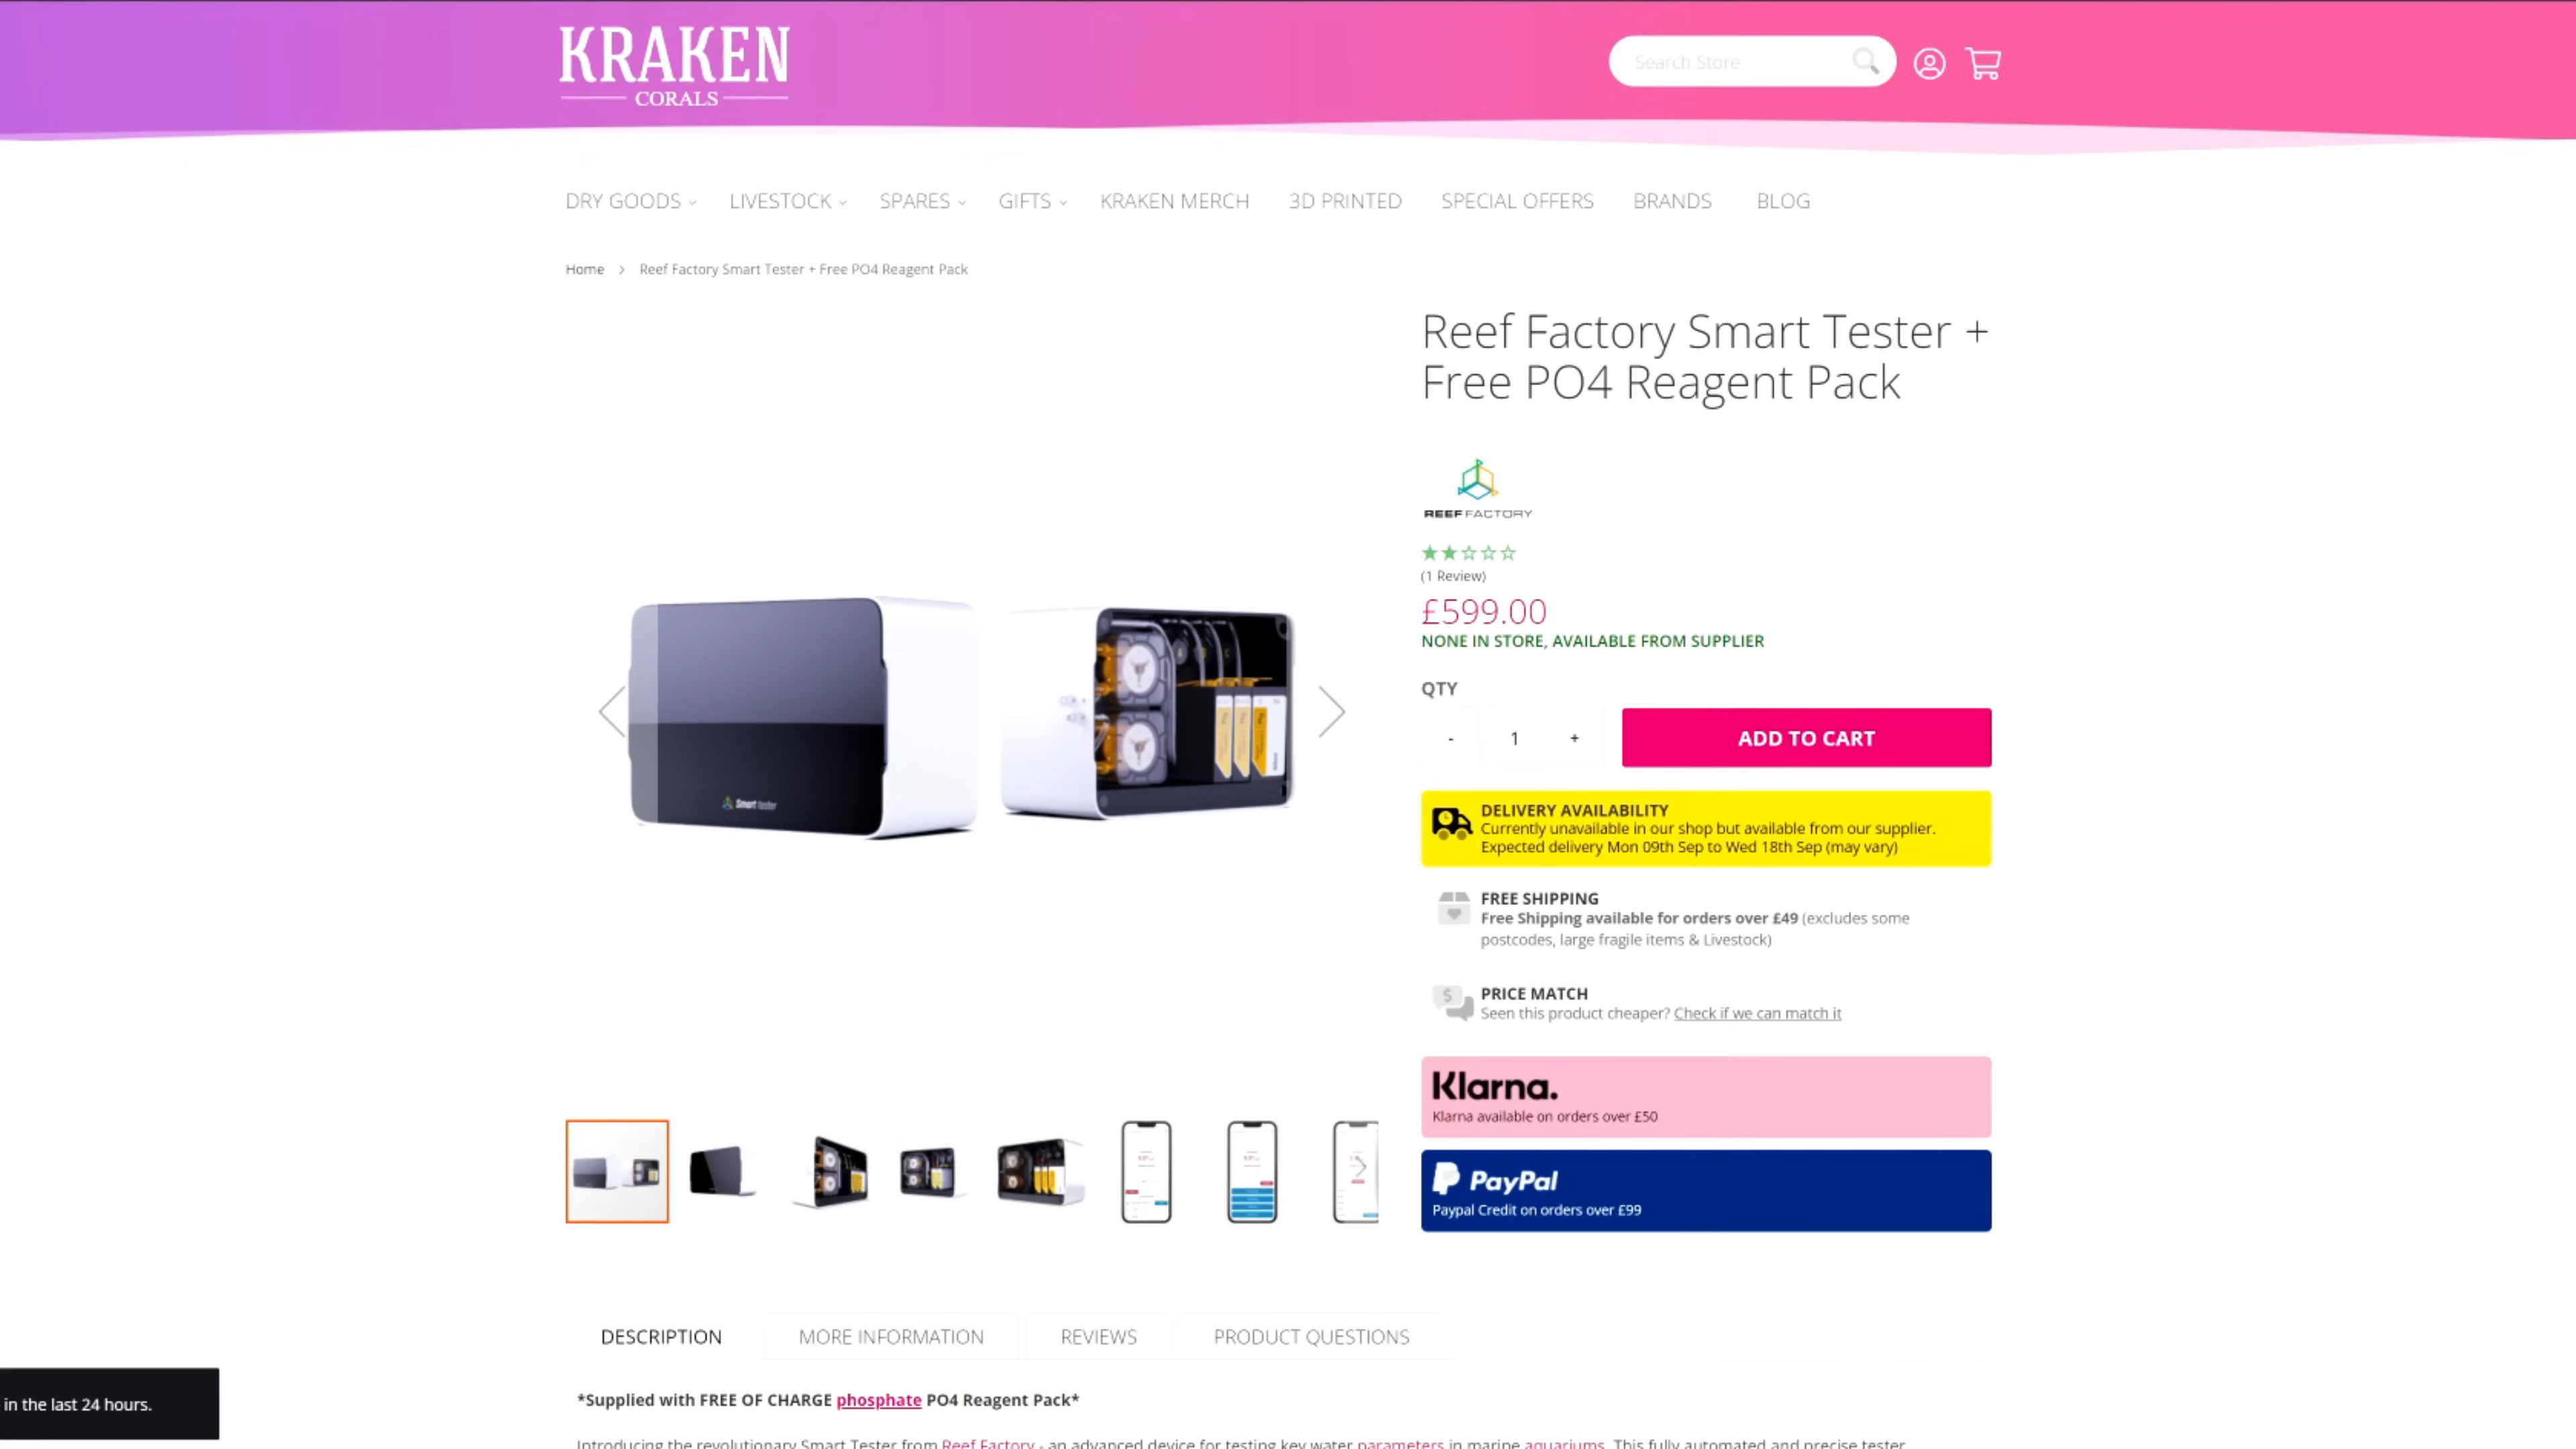 KRAKEN
CORALS
Search Store
DRY GOODS LIVESTOCK SPARES GIFTS KRAKEN MERCH 3D PRINTED SPECIAL OFFERS BRANDS BLOG
Home > Reef Factory Smart Tester + Free PO4 Reagent Pack
Reef Factory Smart Tester +
Free PO4 Reagent Pack
REEF FACTORY
(1 Review)
£599.00
NONE IN STORE, AVAILABLE FROM SUPPLIER
QTY
- 1 + ADD TO CART
Smart tester
DELIVERY AVAILABILITY
Currently unavailable in our shop but available from our supplier.
Expected delivery Mon 09th Sep to Wed 18th Sep (may vary)
FREE SHIPPING
Free Shipping available for orders over £49 (excludes some
postcodes, large fragile items & Livestock)
PRICE MATCH
Seen this product cheaper? Check if we can match it
Klarna.
Klarna available on orders over £50
PayPal
Paypal Credit on orders over £99
DESCRIPTION MORE INFORMATION REVIEWS PRODUCT QUESTIONS
in the last 24 hours.
*Supplied with FREE OF CHARGE phosphate PO4 Reagent Pack*
Introducing the revolutionary Smart Tester from Reef Factory - an advanced device for testing key water parameters in marine aquariums. This fully automated and precise tester